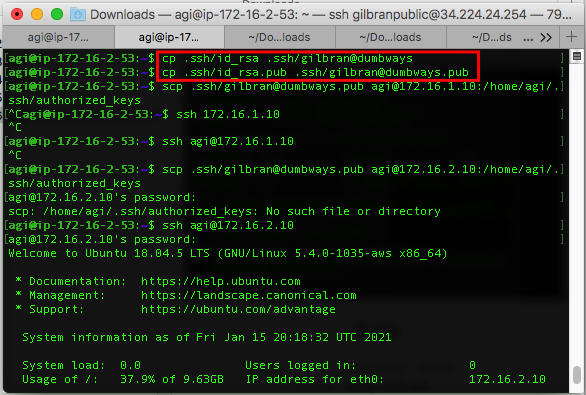 Downloads — agi@ip-172-16-2-53: ~ — ssh gilbranpublic@34.224.24.254 — 79...
agi@ip-17... agi@ip-17... ~/Do...loads ~/Do...loads ~/D...ds ... >> +
[agi@ip-172-16-2-53:~$ cp .ssh/id_rsa .ssh/gilbran@dumbways ]
[agi@ip-172-16-2-53:~$ cp .ssh/id_rsa.pub .ssh/gilbran@dumbways.pub ]
[agi@ip-172-16-2-53:~$ scp .ssh/gilbran@dumbways.pub agi@172.16.1.10:/home/agi/.]
ssh/authorized_keys
^Cagi@ip-172-16-2-53:~$ ssh 172.16.1.10 ]
^C
agi@ip-172-16-2-53:~$ ssh agi@172.16.1.10 ]
^C
agi@ip-172-16-2-53:~$ scp .ssh/gilbran@dumbways.pub agi@172.16.2.10:/home/agi/.]
ssh/authorized_keys
[agi@172.16.2.10's password: ]
scp: /home/agi/.ssh/authorized_keys: No such file or directory
[agi@ip-172-16-2-53:~$ ssh agi@172.16.2.10 ]
[agi@172.16.2.10's password: ]
Welcome to Ubuntu 18.04.5 LTS (GNU/Linux 5.4.0-1035-aws x86_64)
* Documentation: https://help.ubuntu.com
* Management: https://landscape.canonical.com
* Support: https://ubuntu.com/advantage
System information as of Fri Jan 15 20:18:32 UTC 2021
System load: 0.0 Users logged in: 0
Usage of /: 37.9% of 9.63GB IP address for eth0: 172.16.2.10